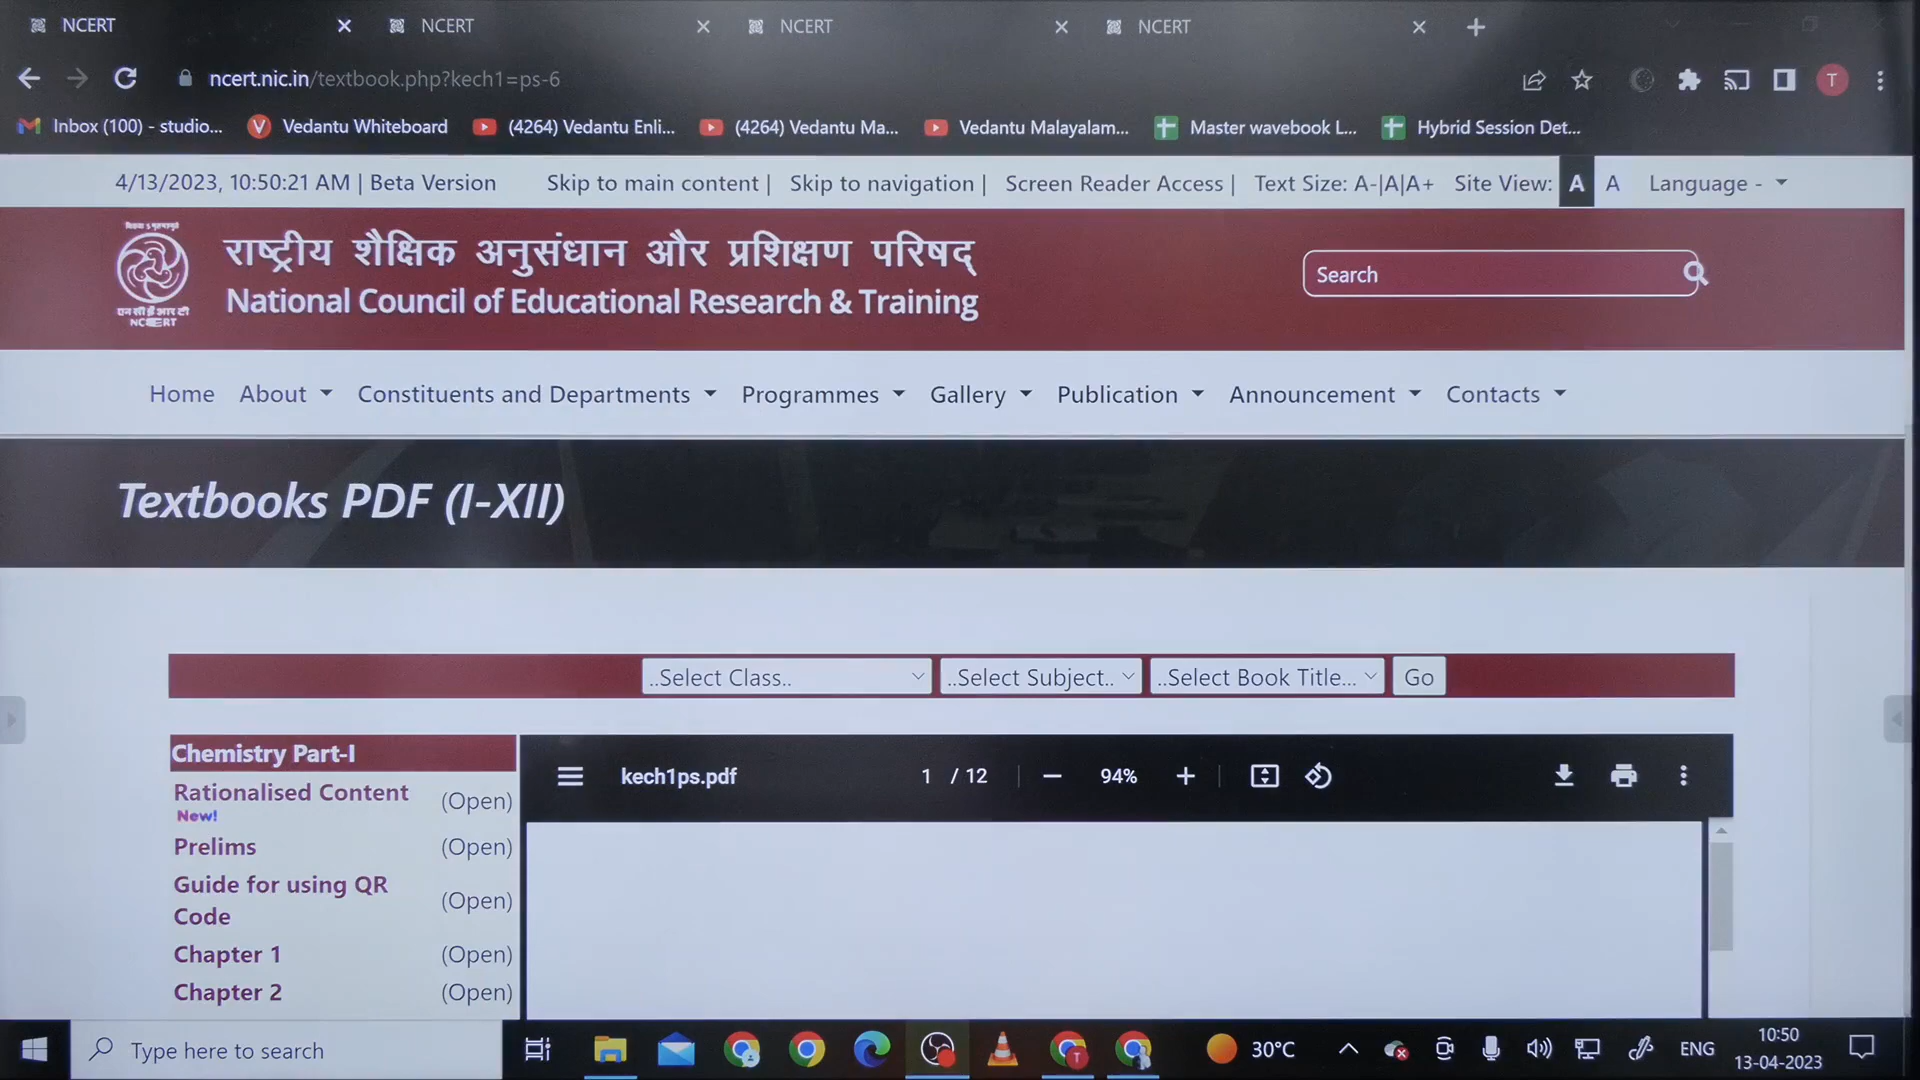 NCERT
NCERT
NCERT
NCERT
ncert.nic.in/textbook.php?kech1=ps-6
T
Inbox (100) - studio...
Vedantu Whiteboard
(4264) Vedantu Enli...
(4264) Vedantu Ma...
Vedantu Malayalam...
Master wavebook L...
Hybrid Session Det...
4/13/2023, 10:50:21 AM | Beta Version
Skip to main content |
Skip to navigation |
Screen Reader Access |
Text Size: A-|A|A+
Site View: A A
Language -
राष्ट्रीय शैक्षिक अनुसंधान और प्रशिक्षण परिषद्
National Council of Educational Research & Training
एन सी ई आर टी
NCERT
Search
Home About Constituents and Departments Programmes Gallery Publication Announcement Contacts
Textbooks PDF (I-XII)
..Select Class.. ..Select Subject.. ..Select Book Title... Go
Chemistry Part-I
Rationalised Content (Open)
New!
Prelims (Open)
Guide for using QR Code (Open)
Chapter 1 (Open)
Chapter 2 (Open)
kech1ps.pdf
1 / 12
94%
Type here to search
T
30°C
ENG
10:50
13-04-2023